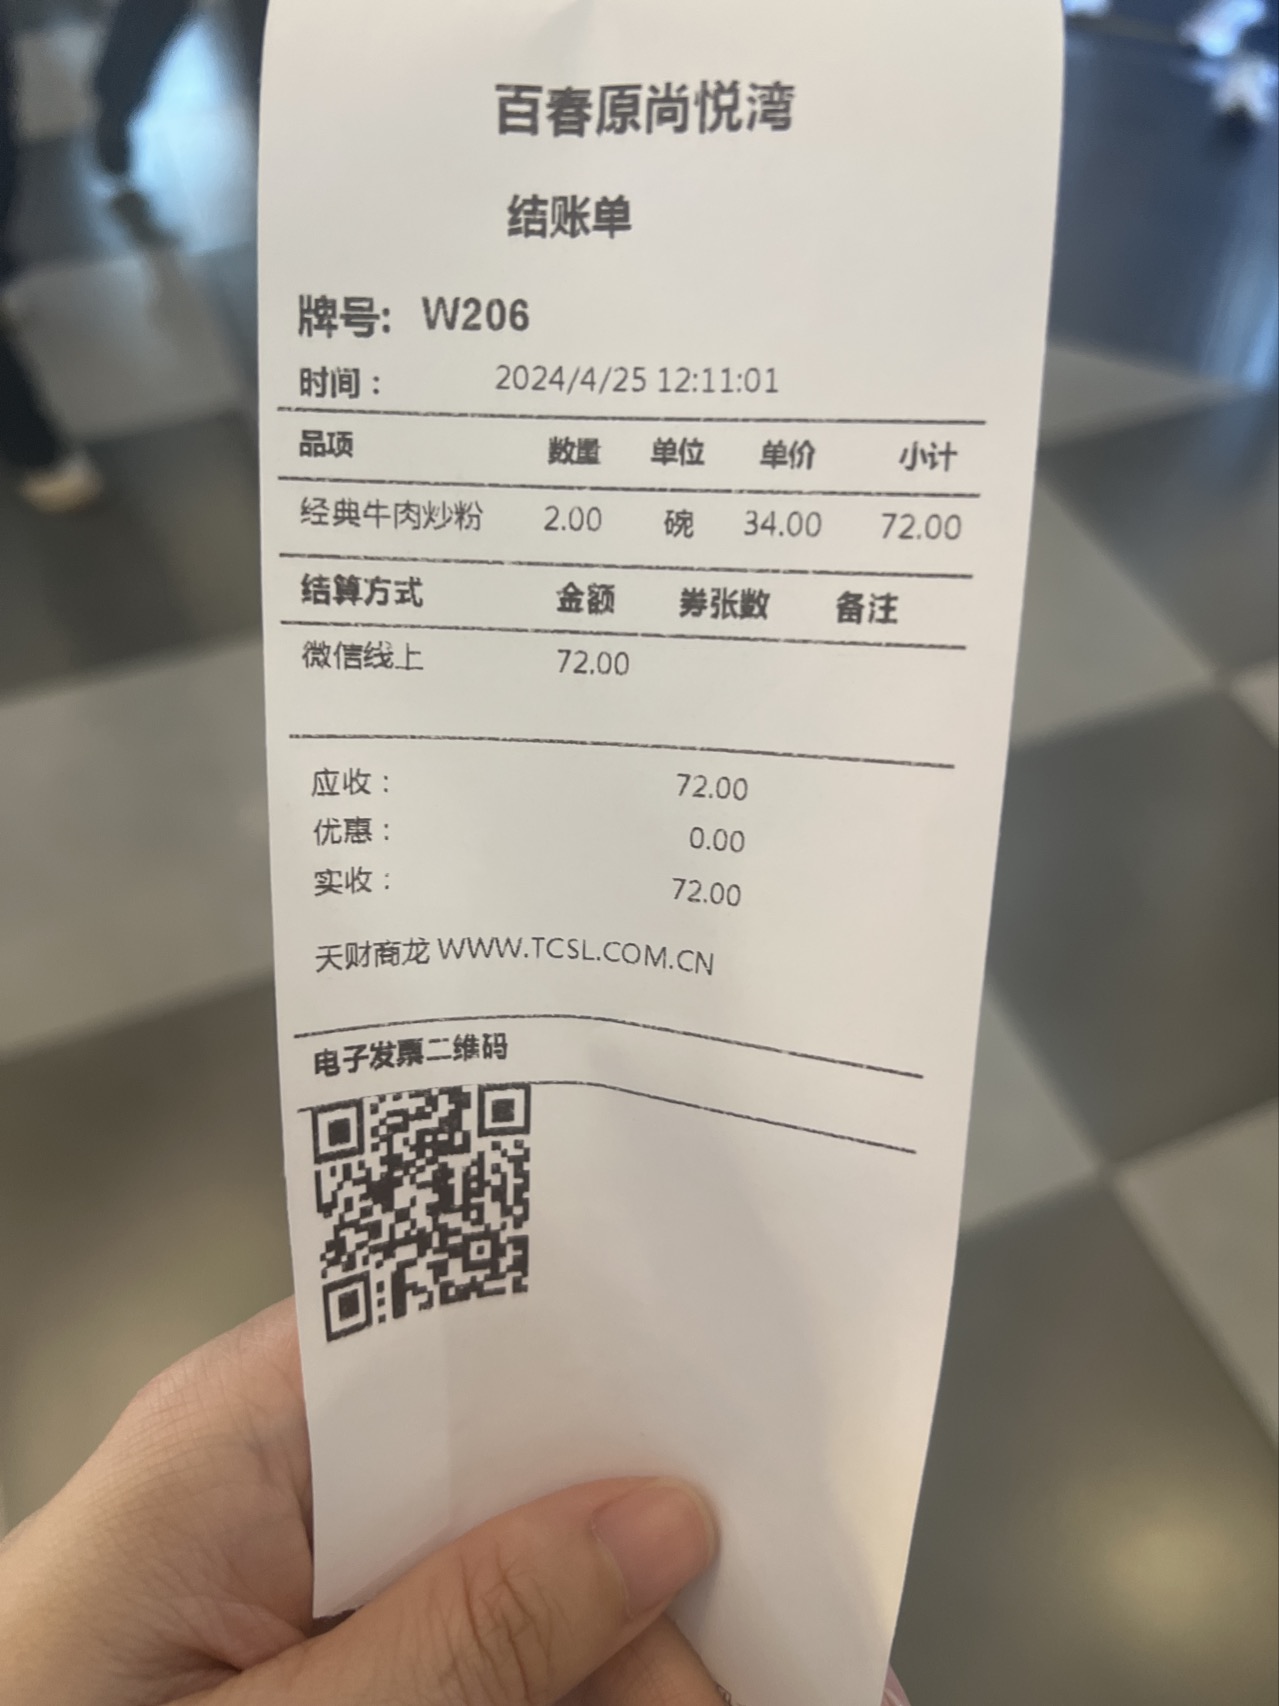 百春原尚悦湾
结账单
牌号: W206
时间： 2024/4/25 12:11:01
品项 数量 单位 单价 小计
经典牛肉炒粉 2.00 碗 34.00 72.00
结算方式 金额 券张数 备注
微信线上 72.00
应收： 72.00
优惠： 0.00
实收： 72.00
天财商龙 WWW.TCSL.COM.CN
电子发票二维码